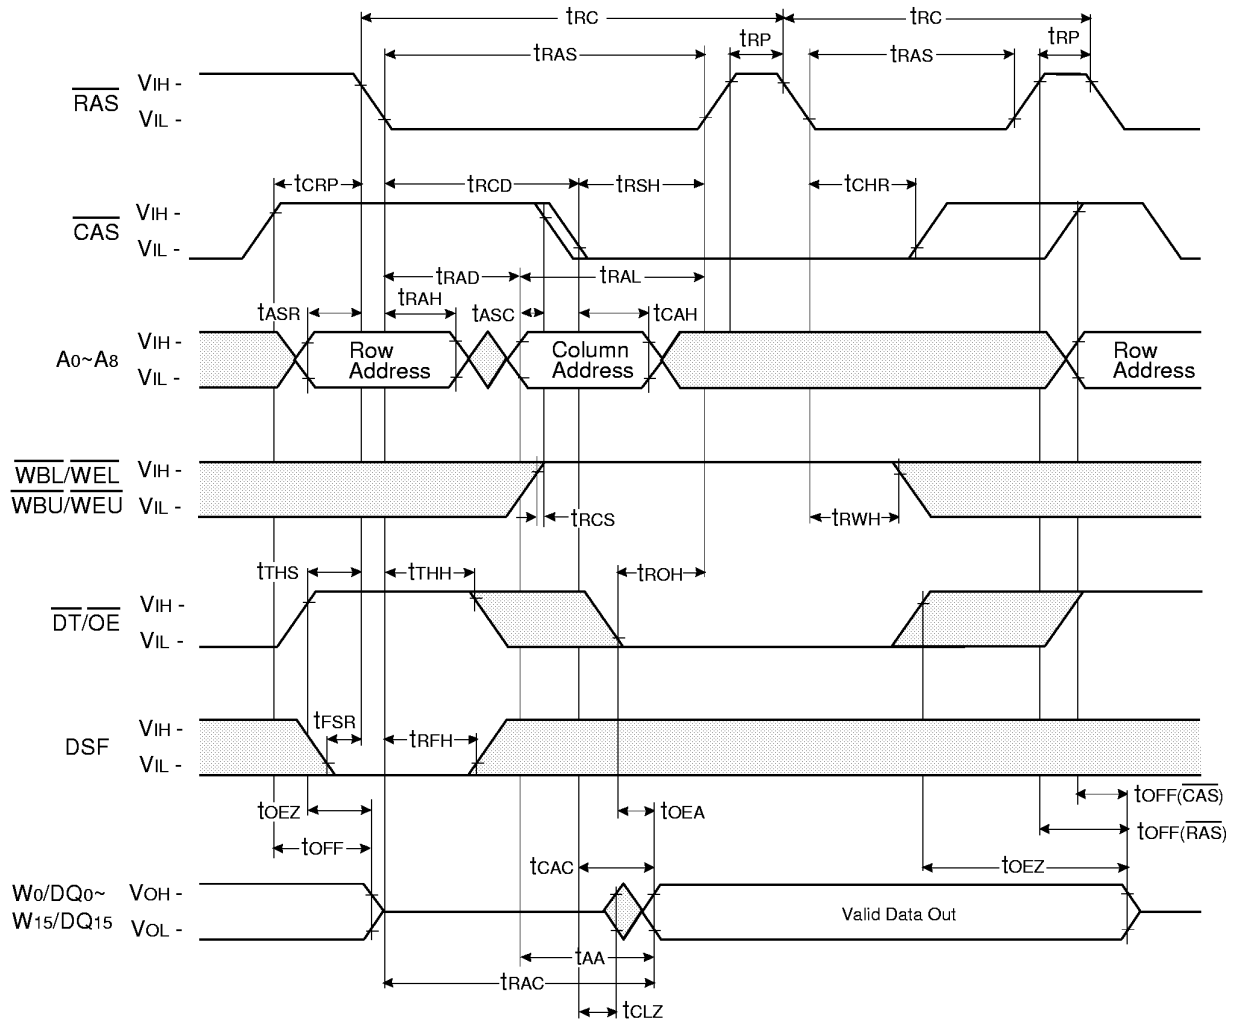 tRC tRC
tRP tRP
tRAS tRAS
RAS VIH -
VIL -
tCRP tRCD tRSH tCHR
CAS VIH -
VIL -
tRAD tRAL
tASR tRAH tASC tCAH
A0~A8 VIH -
VIL -
Row Address
Column Address
Row Address
WBL/WEL VIH -
WBU/WEU VIL -
tRCS tRWH
tTHS tTHH tROH
DT/OE VIH -
VIL -
tFSR tRFH
DSF VIH -
VIL -
tOEZ tOEA tOFF(CAS)
tOFF tOFF(RAS)
tCAC tOEZ
W0/DQ0~ VOH -
W15/DQ15 VOL -
Valid Data Out
tAA
tRAC
tCLZ